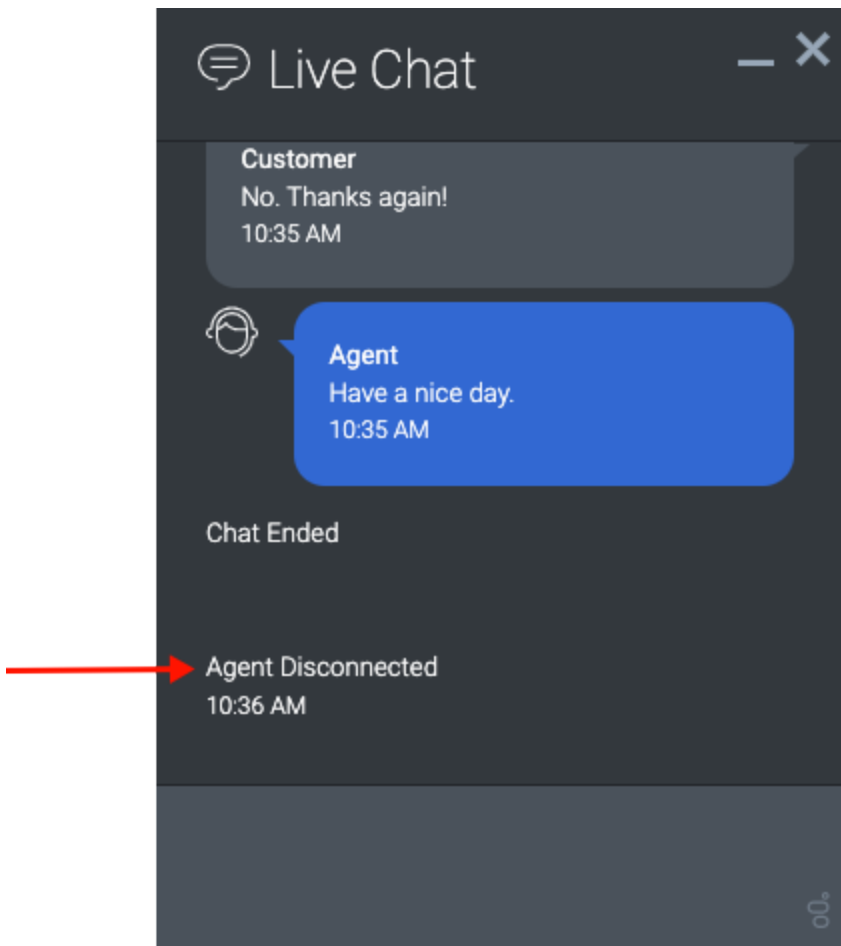 Live Chat
Customer
No. Thanks again!
10:35 AM
Agent
Have a nice day.
10:35 AM
Chat Ended
Agent Disconnected
10:36 AM